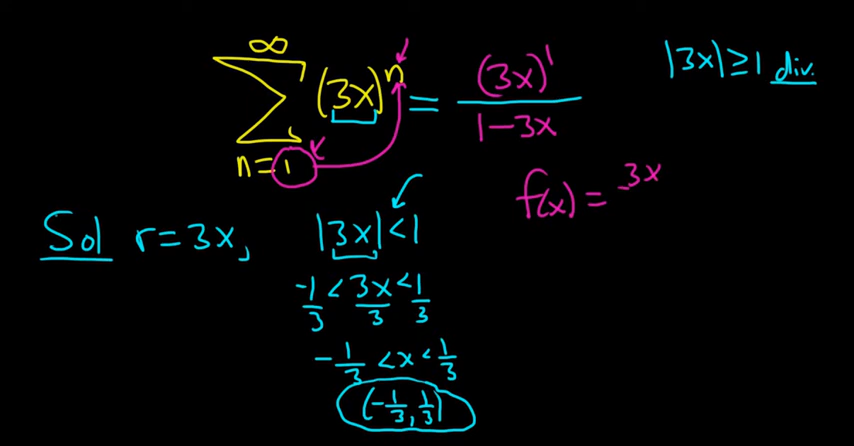 ∞
∑ (3x)^n = (3x)^1 / (1 - 3x)
n = 1
|3x| ≥ 1 div.
f(x) = 3x
Sol r = 3x, |3x| < 1
-1/3 < 3x/3 < 1/3
-1/3 < x < 1/3
(-1/3, 1/3)